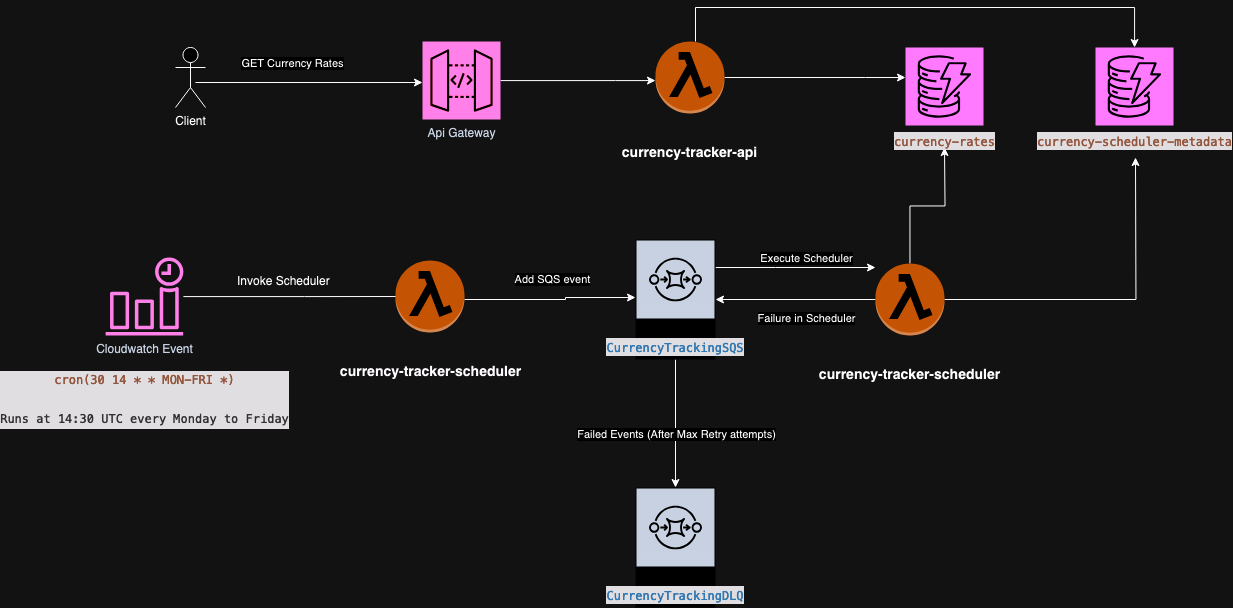 GET Currency Rates
Client
Api Gateway
currency-tracker-api
currency-rates
currency-scheduler-metadata
Invoke Scheduler
Add SQS event
Execute Scheduler
Failure in Scheduler
Cloudwatch Event
CurrencyTrackingSQS
currency-tracker-scheduler
currency-tracker-scheduler
cron(30 14 * * MON-FRI *)
Runs at 14:30 UTC every Monday to Friday
Failed Events (After Max Retry attempts)
CurrencyTrackingDLQ